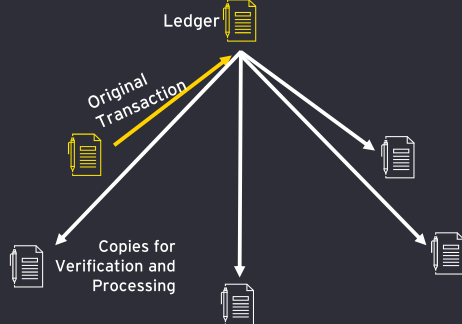 Ledger
Original
Transaction
Copies for
Verification and
Processing